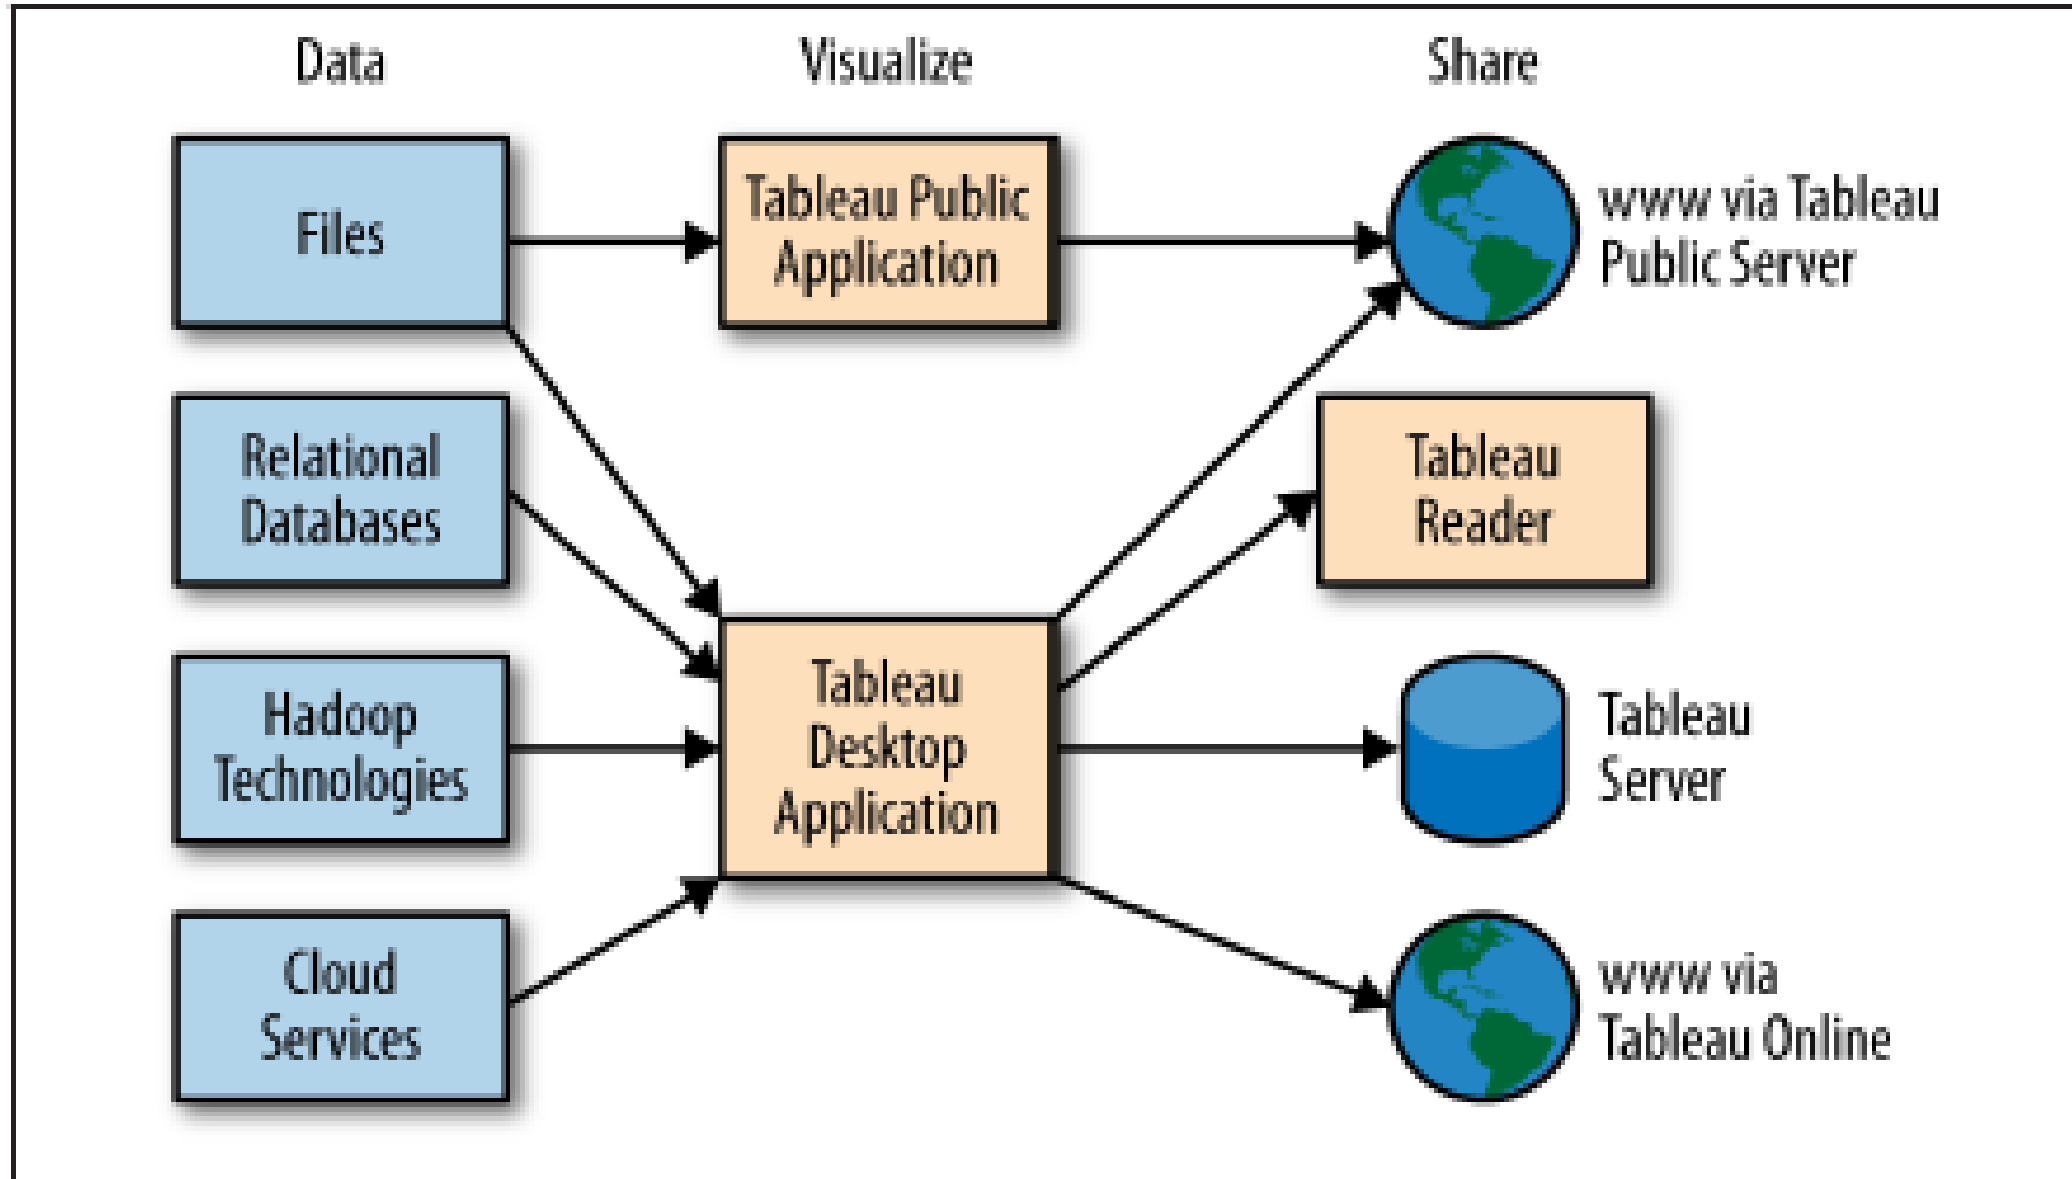 Data
Visualize
Share
Files
Tableau Public
Application
www via Tableau
Public Server
Relational
Databases
Tableau
Reader
Hadoop
Technologies
Tableau
Desktop
Application
Tableau
Server
Cloud
Services
www via
Tableau Online